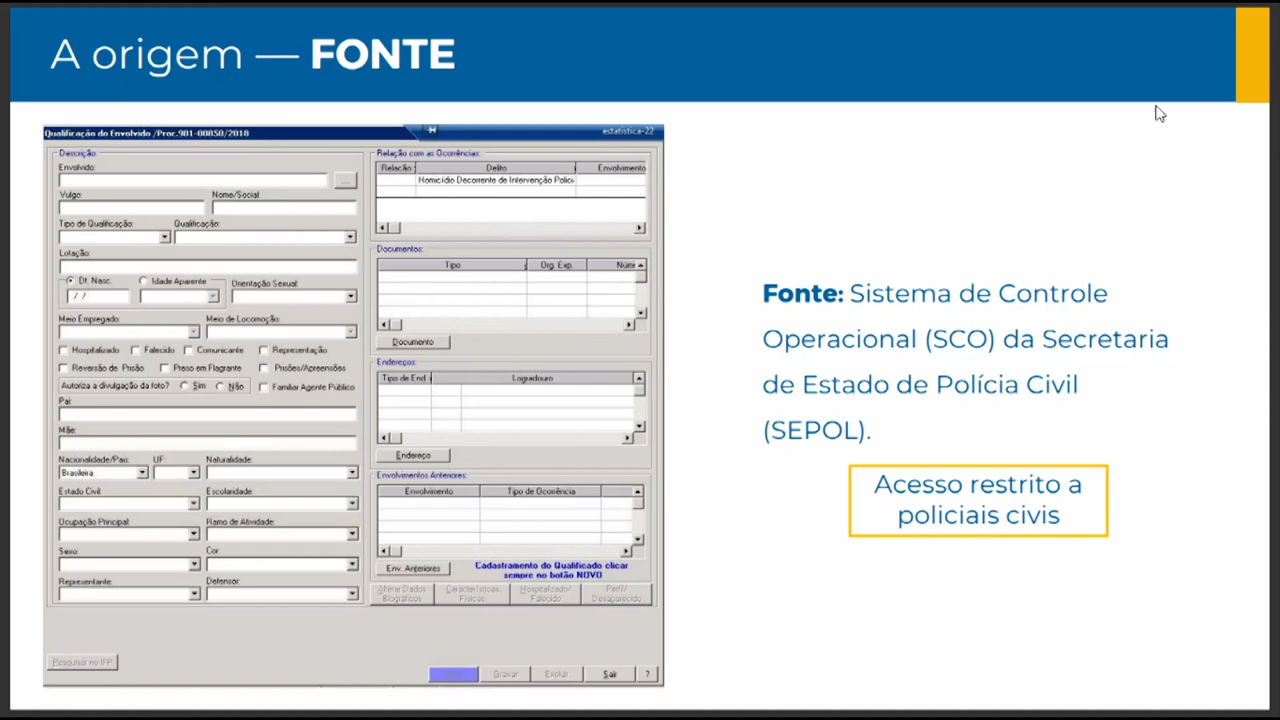 A origem — FONTE
Qualificação do Envolvido /Proc.901-00850/2018
estatistica-22
Descrição:
Envolvido:
...
Vulgo:
Nome/Social:
Tipo de Qualificação:
Qualificação:
Lotação:
Dt. Nasc.
Idade Aparente
Orientação Sexual:
/ /
Meio Empregado:
Meio de Locomoção:
Hospitalizado
Falecido
Comunicante
Representação
Reversão de Prisão
Preso em Flagrante
Prisões/Apreensões
Autoriza a divulgação da foto?
Sim
Não
Familiar Agente Público
Pai:
Mãe:
Nacionalidade/Pais:
UF:
Naturalidade:
Brasileira
Estado Civil:
Escolaridade:
Ocupação Principal:
Ramo de Atividade:
Sexo:
Cor:
Representante:
Defensor:
Pesquisar no IFP
Relação com as Ocorrências:
Relacão
Delito
Envolvimento
Homicídio Decorrente de Intervenção Polici
Documentos:
Tipo
Org. Exp.
Núm
Documento
Endereços:
Tipo de End.
Logradouro
Endereço
Envolvimentos Anteriores:
Envolvimento
Tipo de Ocorrência
Env. Anteriores
Cadastramento do Qualificado clicar
sempre no botão NOVO
Alterar Dados
Biográficos
Características
Físicas
Hospitalizado/
Falecido
Perfil/
Desaparecido
Gravar
Excluir
Sair
?
Fonte: Sistema de Controle
Operacional (SCO) da Secretaria
de Estado de Polícia Civil
(SEPOL).
Acesso restrito a
policiais civis